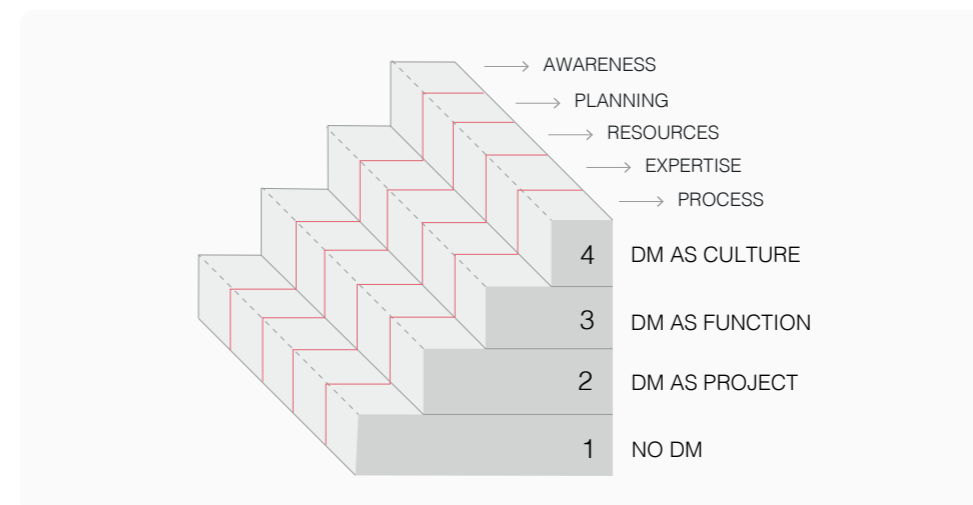 AWARENESS
PLANNING
RESOURCES
EXPERTISE
PROCESS
4 DM AS CULTURE
3 DM AS FUNCTION
2 DM AS PROJECT
1 NO DM